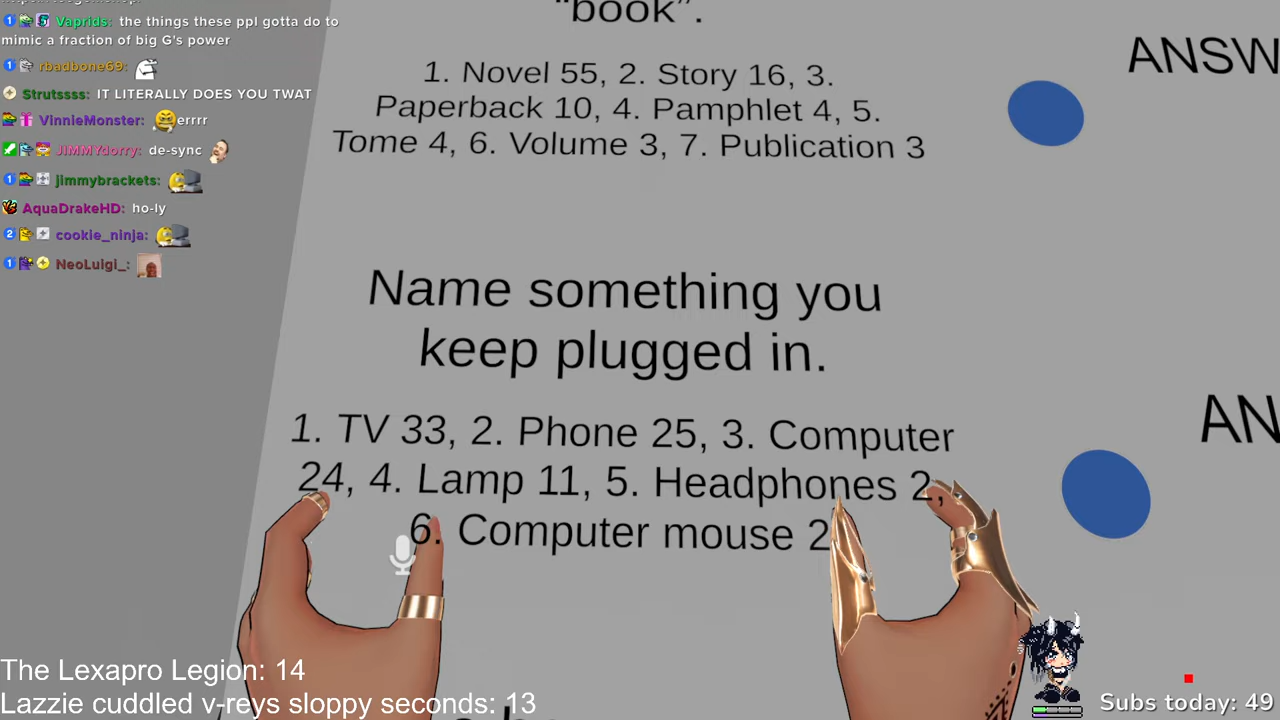 Vaprids: the things these ppl gotta do to
mimic a fraction of big G's power
rbadbone69:
Strutssss: IT LITERALLY DOES YOU TWAT
VinnieMonster: errrr
JIMMYdorry: de-sync
jimmybrackets:
AquaDrakeHD: ho-ly
cookie_ninja:
NeoLuigi_:
"book".
1. Novel 55, 2. Story 16, 3.
Paperback 10, 4. Pamphlet 4, 5.
Tome 4, 6. Volume 3, 7. Publication 3
ANSW
Name something you
keep plugged in.
1. TV 33, 2. Phone 25, 3. Computer
24, 4. Lamp 11, 5. Headphones 2,
6. Computer mouse 2
AN
The Lexapro Legion: 14
Lazzie cuddled v-reys sloppy seconds: 13
Subs today: 49